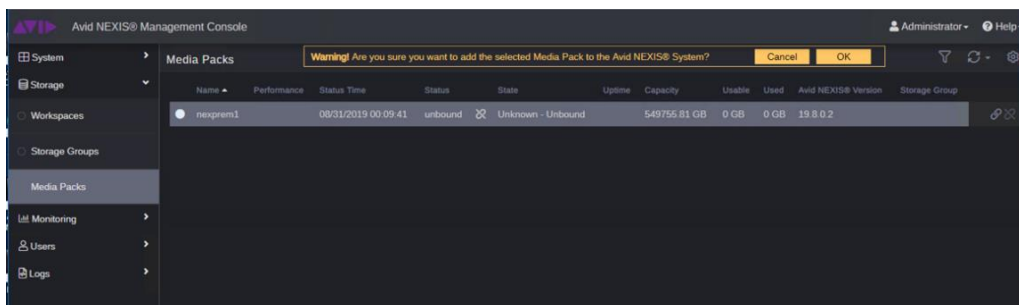 AVID Avid NEXIS® Management Console Administrator Help
System
Media Packs Warning! Are you sure you want to add the selected Media Pack to the Avid NEXIS® System? Cancel OK
Storage
Name Performance Status Time Status State Uptime Capacity Usable Used Avid NEXIS® Version Storage Group
Workspaces
nexprem1 08/31/2019 00:09:41 unbound Unknown - Unbound 549755.81 GB 0 GB 0 GB 19.8.0.2
Storage Groups
Media Packs
Monitoring
Users
Logs